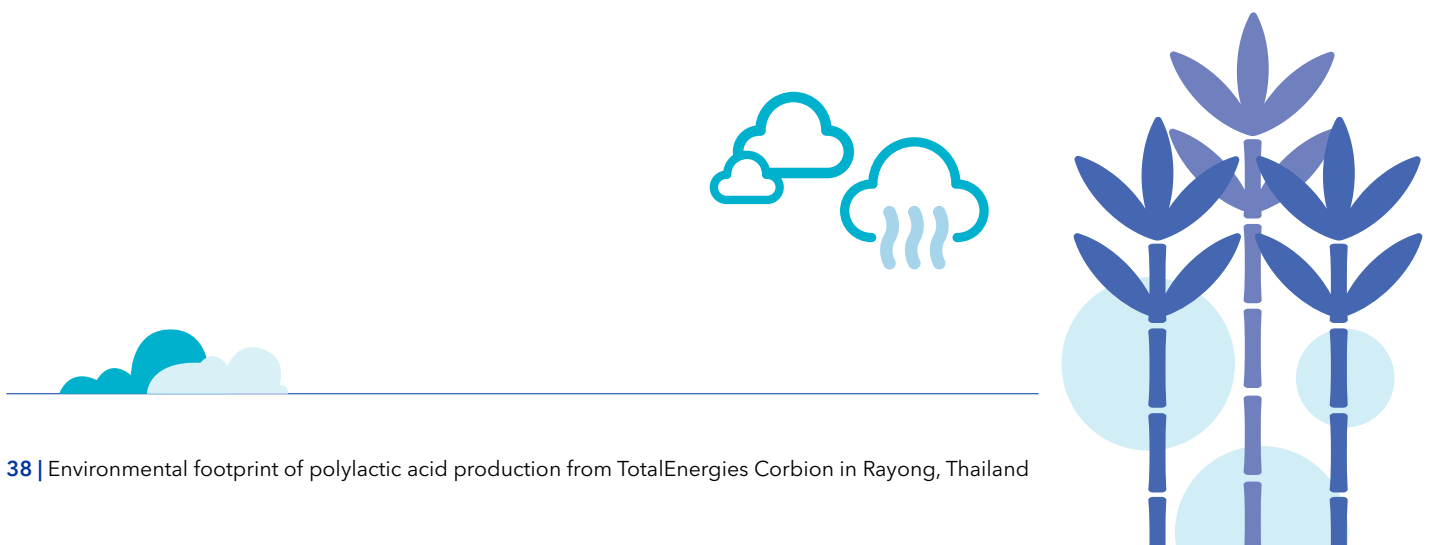 38 | Environmental footprint of polylactic acid production from TotalEnergies Corbion in Rayong, Thailand